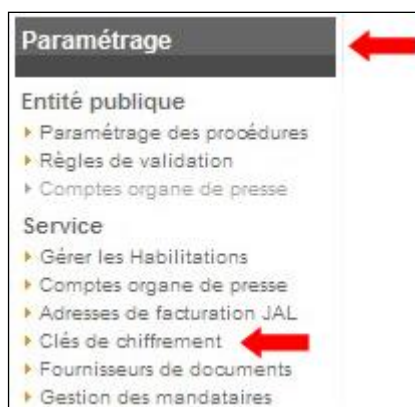 Paramétrage
Entité publique
Paramétrage des procédures
Règles de validation
Comptes organe de presse
Service
Gérer les Habilitations
Comptes organe de presse
Adresses de facturation JAL
Clés de chiffrement
Fournisseurs de documents
Gestion des mandataires